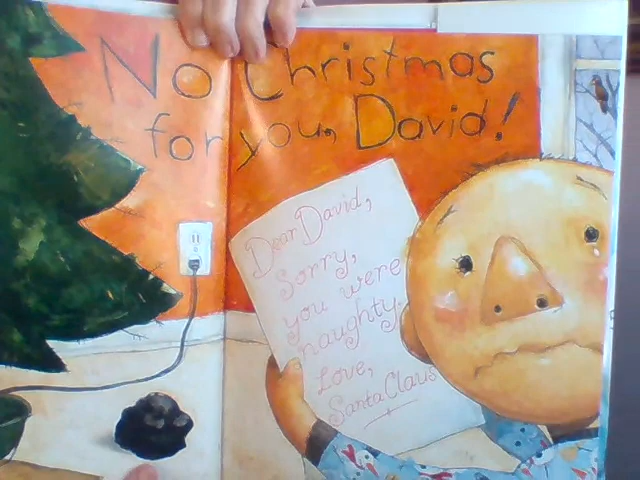 No Christmas
for you, David!
Dear David,
Sorry,
you were
naughty.
Love,
Santa Claus